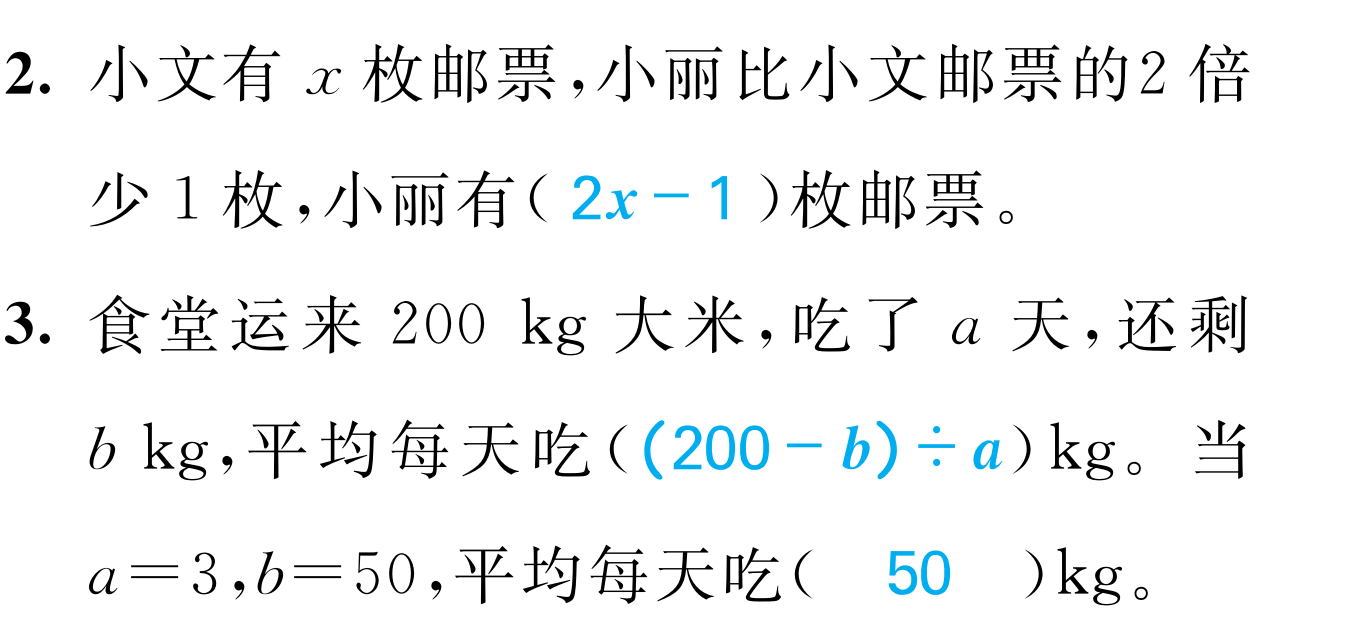 2. 小文有 x 枚邮票,小丽比小文邮票的2 倍
少 1 枚,小丽有( 2x－1 )枚邮票。
3. 食堂运来 200 kg 大米,吃了 a 天,还剩
b kg,平均每天吃((200－b)÷a)kg。当
a＝3,b＝50,平均每天吃( 50 )kg。